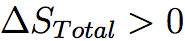 ΔS_{Total} > 0